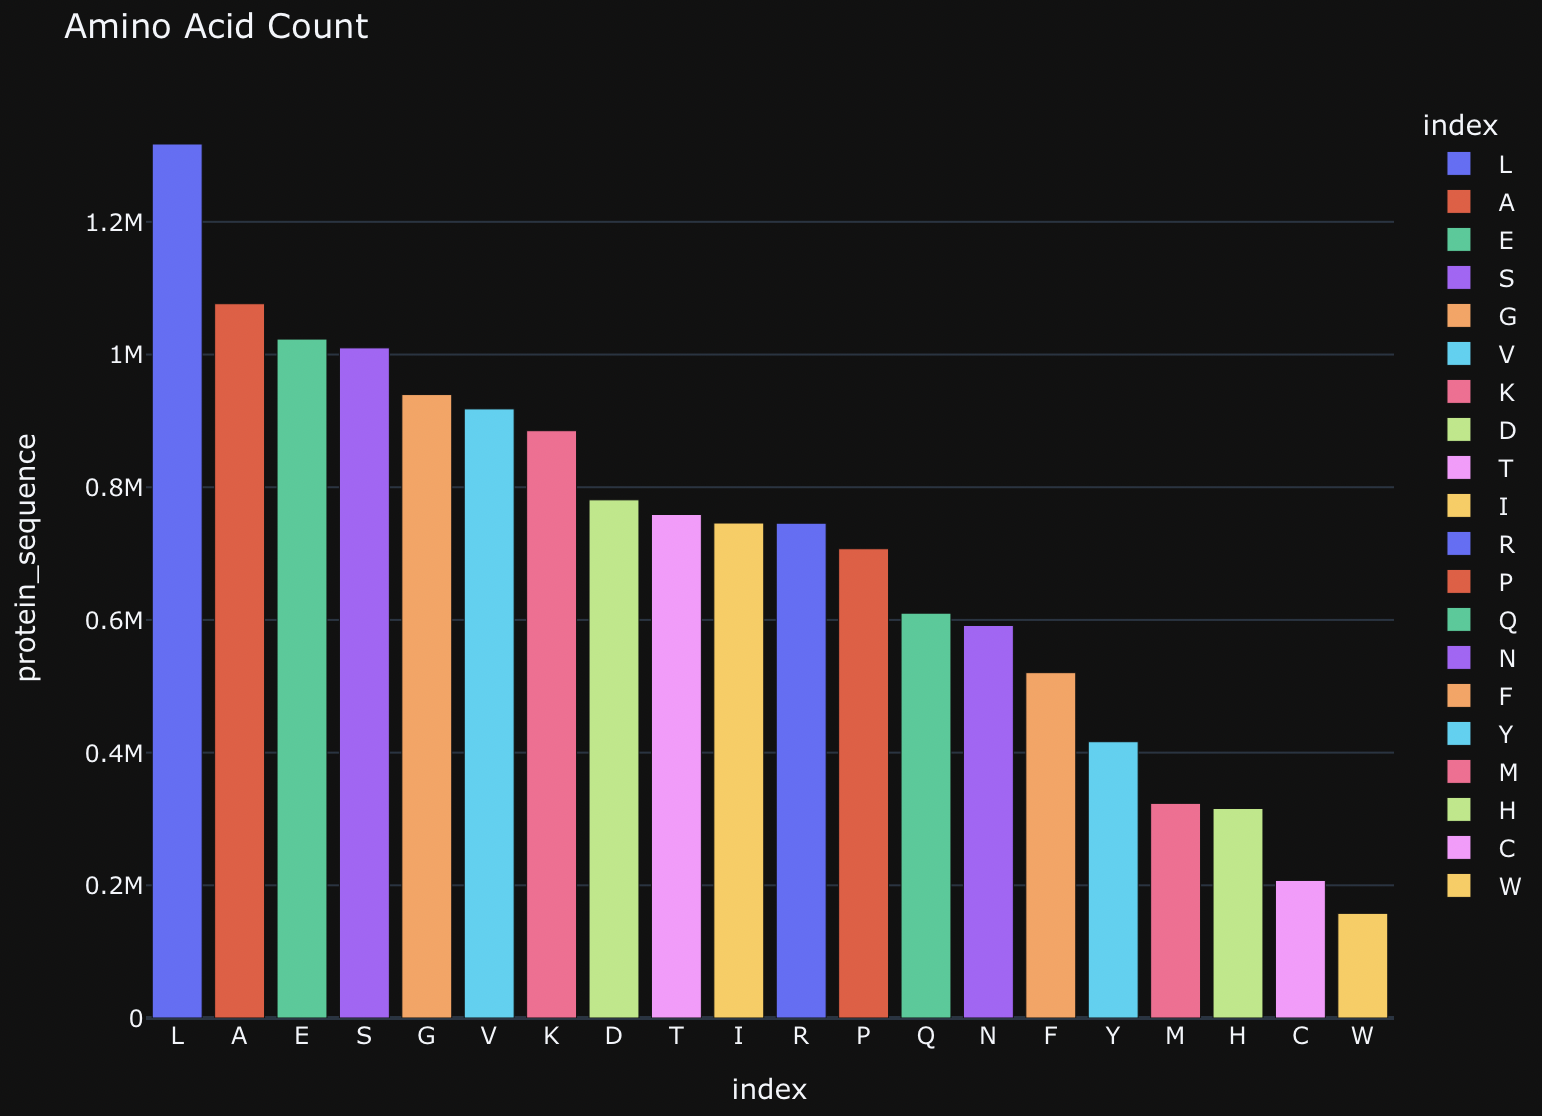 Amino Acid Count
protein_sequence
1.2M
1M
0.8M
0.6M
0.4M
0.2M
0
L A E S G V K D T I R P Q N F Y M H C W
index
index
L
A
E
S
G
V
K
D
T
I
R
P
Q
N
F
Y
M
H
C
W